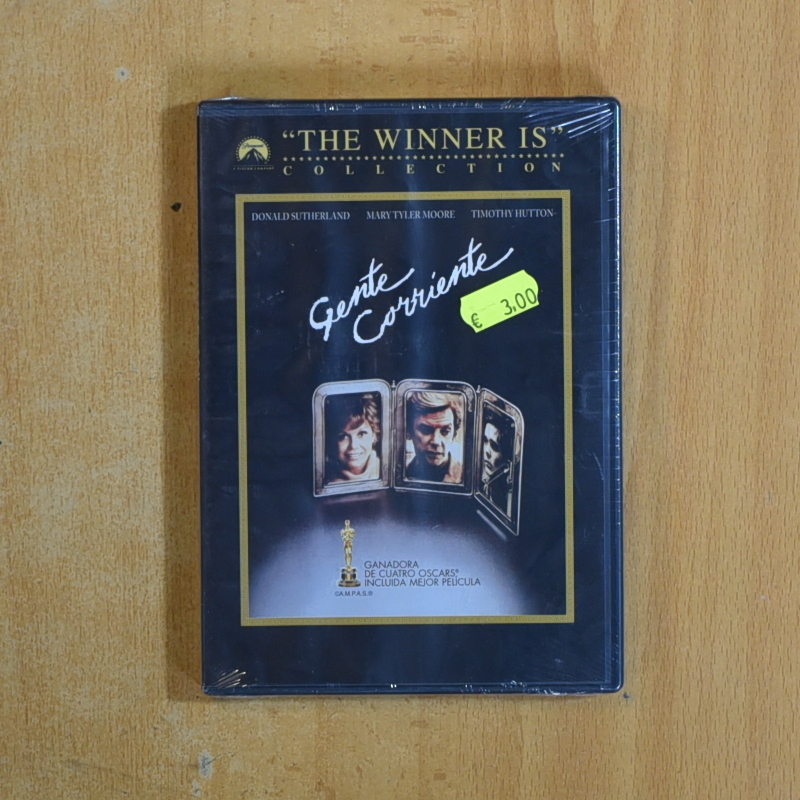 "THE WINNER IS"
COLLECTION
Paramount
DONALD SUTHERLAND MARY TYLER MOORE TIMOTHY HUTTON
Gente
Corriente
€ 3.00
GANADORA
DE CUATRO OSCARS®
INCLUIDA MEJOR PELÍCULA
©A.M.P.A.S.®